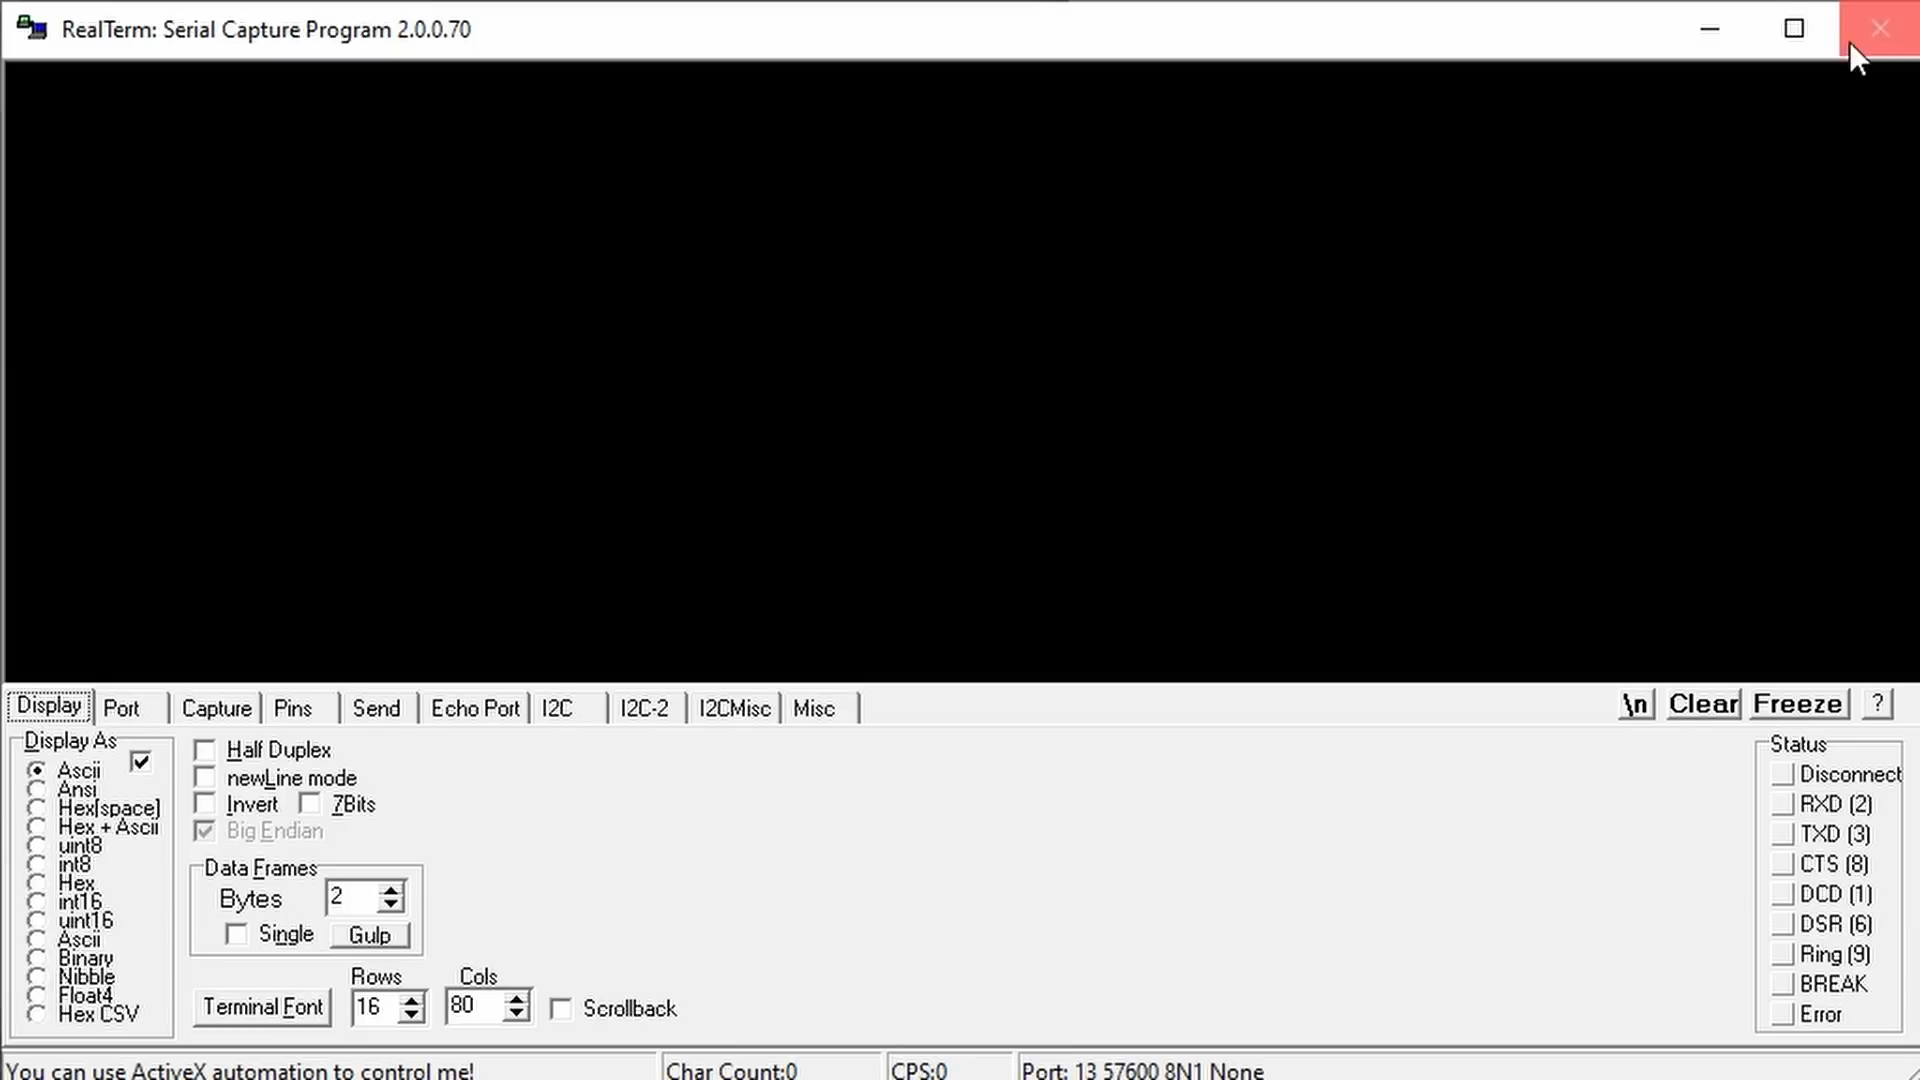 RealTerm: Serial Capture Program 2.0.0.70
Display Port Capture Pins Send Echo Port I2C I2C-2 I2CMisc Misc \n Clear Freeze ?
Display As
Ascii
Ansi
Hex[space]
Hex + Ascii
uint8
int8
Hex
int16
uint16
Ascii
Binary
Nibble
Float4
Hex CSV
Half Duplex
newLine mode
Invert 7Bits
Big Endian
Data Frames
Bytes 2
Single Gulp
Rows Cols
Terminal Font 16 80 Scrollback
Status
Disconnect
RXD (2)
TXD (3)
CTS (8)
DCD (1)
DSR (6)
Ring (9)
BREAK
Error
You can use ActiveX automation to control me! Char Count:0 CPS:0 Port: 13 57600 8N1 None